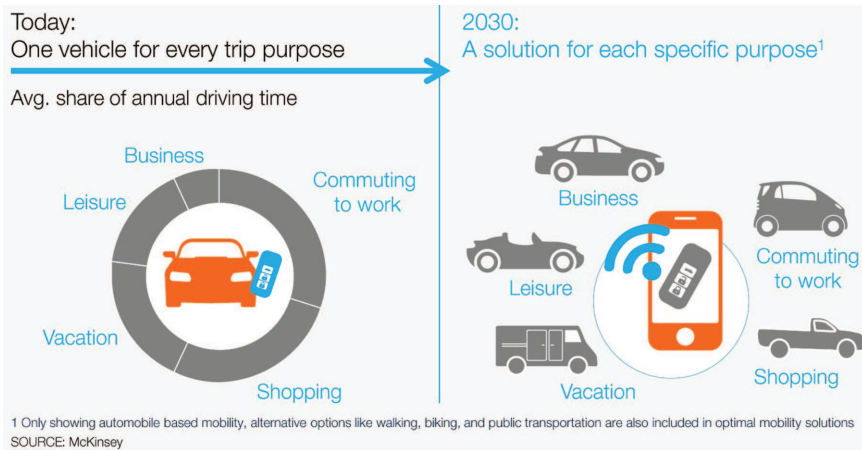 Today:
One vehicle for every trip purpose
Avg. share of annual driving time
Business
Leisure
Commuting
to work
Vacation
Shopping
2030:
A solution for each specific purpose¹
Business
Leisure
Commuting
to work
Vacation
Shopping
1 Only showing automobile based mobility, alternative options like walking, biking, and public transportation are also included in optimal mobility solutions
SOURCE: McKinsey